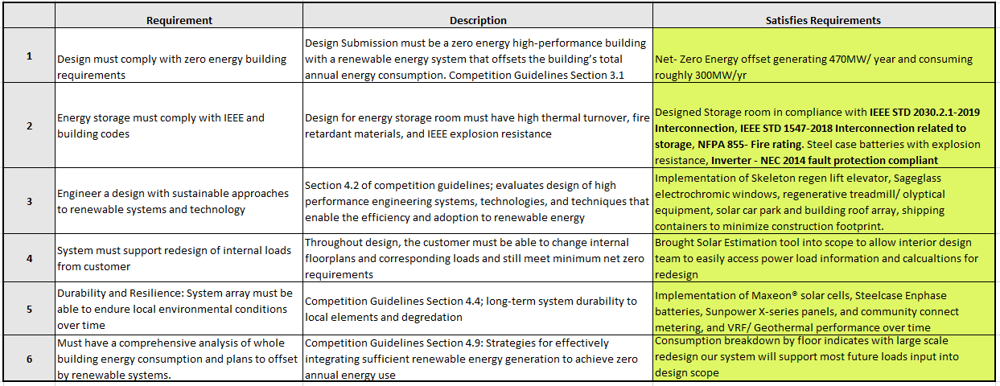 Requirement
Description
Satisfies Requirements
1
Design must comply with zero energy building
requirements
Design Submission must be a zero energy high-performance building
with a renewable energy system that offsets the building's total
annual energy consumption. Competition Guidelines Section 3.1
Net- Zero Energy offset generating 470MW/ year and consuming
roughly 300MW/yr
2
Energy storage must comply with IEEE and
building codes
Design for energy storage room must have high thermal turnover, fire
retardant materials, and IEEE explosion resistance
Designed Storage room in compliance with IEEE STD 2030.2.1-2019
Interconnection, IEEE STD 1547-2018 Interconnection related to
storage, NFPA 855- Fire rating. Steel case batteries with explosion
resistance, Inverter - NEC 2014 fault protection compliant
3
Engineer a design with sustainable approaches
to renewable systems and technology
Section 4.2 of competition guidelines; evaluates design of high
performance engineering systems, technologies, and techniques that
enable the efficiency and adoption to renewable energy
Implementation of Skeleton regen lift elevator, Sageglass
electrochromic windows, regenerative treadmill/ olyptical
equipment, solar car park and building roof array, shipping
containers to minimize construction footprint.
4
System must support redesign of internal loads
from customer
Throughout design, the customer must be able to change internal
floorplans and corresponding loads and still meet minimum net zero
requirements
Brought Solar Estimation tool into scope to allow interior design
team to easily access power load information and calcualtions for
redesign
5
Durability and Resilience: System array must be
able to endure local environmental conditions
over time
Competition Guidelines Section 4.4; long-term system durability to
local elements and degredation
Implementation of Maxeon® solar cells, Steelcase Enphase
batteries, Sunpower X-series panels, and community connect
metering, and VRF/ Geothermal performance over time
6
Must have a comprehensive analysis of whole
building energy consumption and plans to offset
by renewable systems.
Competition Guidelines Section 4.9: Strategies for effectively
integrating sufficient renewable energy generation to achieve zero
annual energy use
Consumption breakdown by floor indicates with large scale
redesign our system will support most future loads input into
design scope